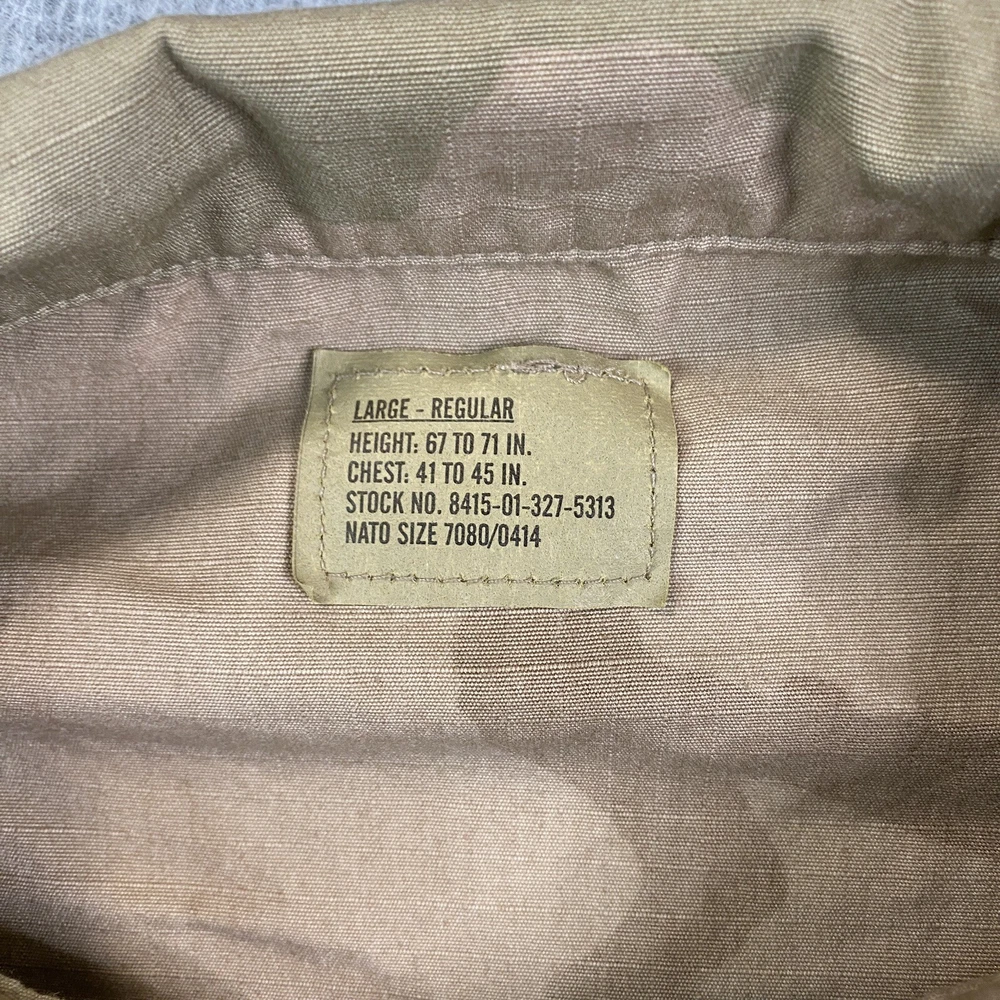 LARGE - REGULAR
HEIGHT: 67 TO 71 IN.
CHEST: 41 TO 45 IN.
STOCK NO. 8415-01-327-5313
NATO SIZE 7080/0414